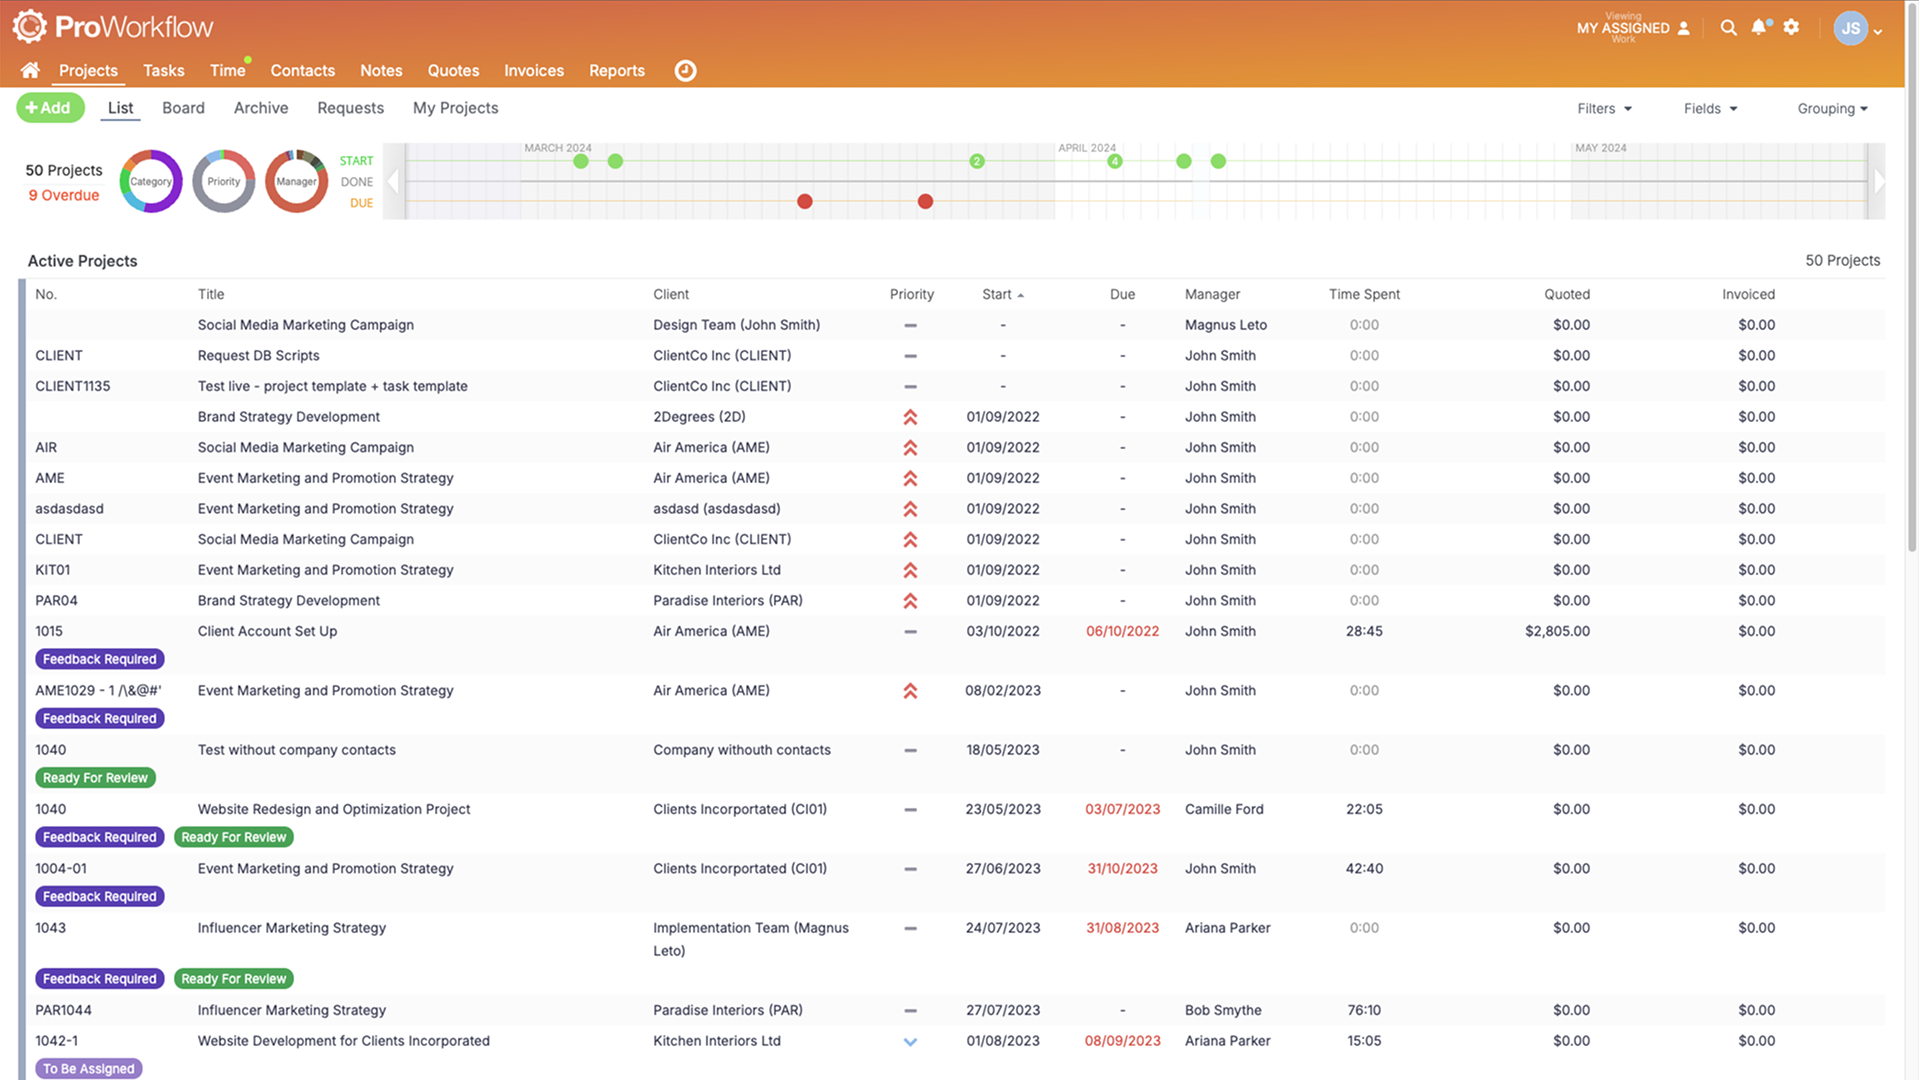 ProWorkflow
Viewing
MY ASSIGNED
Work
JS
Projects Tasks Time Contacts Notes Quotes Invoices Reports
+ Add List Board Archive Requests My Projects Filters Fields Grouping
50 Projects
9 Overdue
Category Priority Manager
START
DONE
DUE
MARCH 2024 APRIL 2024 MAY 2024
2 4
Active Projects 50 Projects
No. Title Client Priority Start Due Manager Time Spent Quoted Invoiced
Social Media Marketing Campaign Design Team (John Smith) - - Magnus Leto 0:00 $0.00 $0.00
CLIENT Request DB Scripts ClientCo Inc (CLIENT) - - John Smith 0:00 $0.00 $0.00
CLIENT1135 Test live - project template + task template ClientCo Inc (CLIENT) - - John Smith 0:00 $0.00 $0.00
Brand Strategy Development 2Degrees (2D) 01/09/2022 - John Smith 0:00 $0.00 $0.00
AIR Social Media Marketing Campaign Air America (AME) 01/09/2022 - John Smith 0:00 $0.00 $0.00
AME Event Marketing and Promotion Strategy Air America (AME) 01/09/2022 - John Smith 0:00 $0.00 $0.00
asdasdasd Event Marketing and Promotion Strategy asdasd (asdasdasd) 01/09/2022 - John Smith 0:00 $0.00 $0.00
CLIENT Social Media Marketing Campaign ClientCo Inc (CLIENT) 01/09/2022 - John Smith 0:00 $0.00 $0.00
KIT01 Event Marketing and Promotion Strategy Kitchen Interiors Ltd 01/09/2022 - John Smith 0:00 $0.00 $0.00
PAR04 Brand Strategy Development Paradise Interiors (PAR) 01/09/2022 - John Smith 0:00 $0.00 $0.00
1015 Client Account Set Up Air America (AME) 03/10/2022 06/10/2022 John Smith 28:45 $2,805.00 $0.00
Feedback Required
AME1029 - 1 /\&@#' Event Marketing and Promotion Strategy Air America (AME) 08/02/2023 - John Smith 0:00 $0.00 $0.00
Feedback Required
1040 Test without company contacts Company withouth contacts 18/05/2023 - John Smith 0:00 $0.00 $0.00
Ready For Review
1040 Website Redesign and Optimization Project Clients Incorportated (CI01) 23/05/2023 03/07/2023 Camille Ford 22:05 $0.00 $0.00
Feedback Required Ready For Review
1004-01 Event Marketing and Promotion Strategy Clients Incorportated (CI01) 27/06/2023 31/10/2023 John Smith 42:40 $0.00 $0.00
Feedback Required
1043 Influencer Marketing Strategy Implementation Team (Magnus 24/07/2023 31/08/2023 Ariana Parker 0:00 $0.00 $0.00
Leto)
Feedback Required Ready For Review
PAR1044 Influencer Marketing Strategy Paradise Interiors (PAR) 27/07/2023 - Bob Smythe 76:10 $0.00 $0.00
1042-1 Website Development for Clients Incorporated Kitchen Interiors Ltd 01/08/2023 08/09/2023 Ariana Parker 15:05 $0.00 $0.00
To Be Assigned